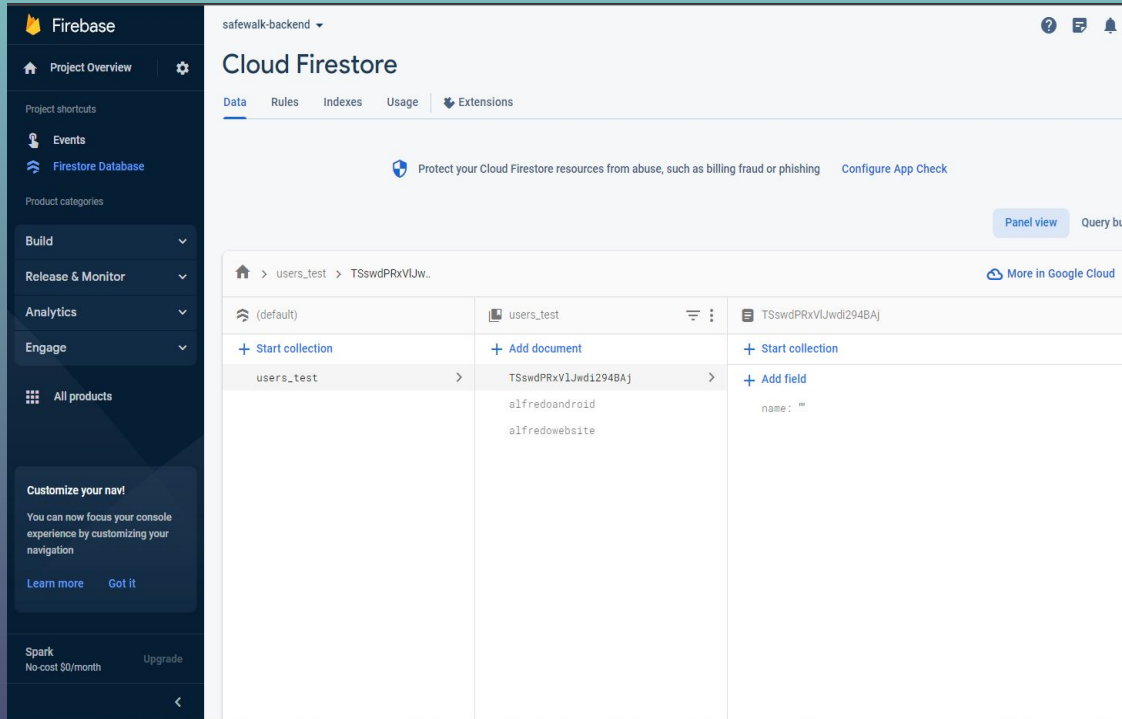 Firebase
Project Overview
Project shortcuts
Events
Firestore Database
Product categories
Build
Release & Monitor
Analytics
Engage
All products
Customize your nav!
You can now focus your console
experience by customizing your
navigation
Learn more Got it
Spark
No-cost $0/month
Upgrade
safewalk-backend
Cloud Firestore
Data Rules Indexes Usage Extensions
Protect your Cloud Firestore resources from abuse, such as billing fraud or phishing Configure App Check
Panel view Query bu
> users_test > TSswdPRxVlJw..
More in Google Cloud
(default)
+ Start collection
users_test
users_test
+ Add document
TSswdPRxVlJwdi294BAj
alfredoandroid
alfredowebsite
TSswdPRxVlJwdi294BAj
+ Start collection
+ Add field
name: ""